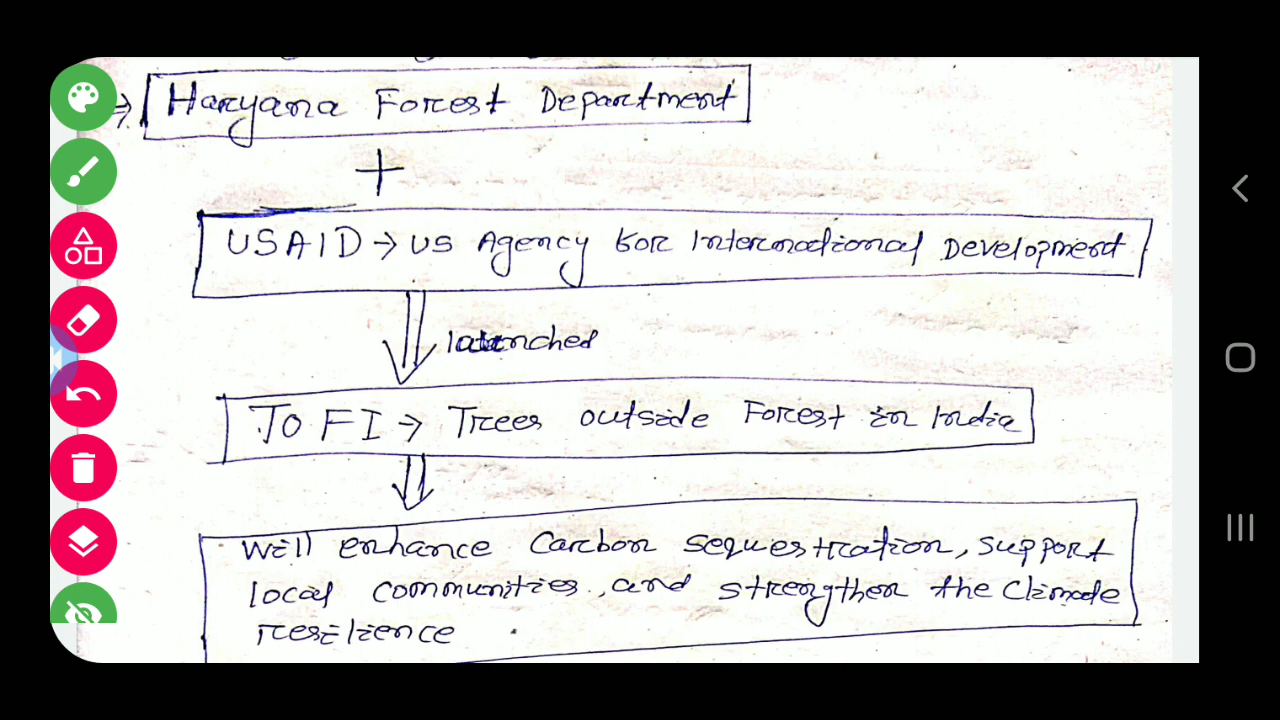 ⇒ Haryana Forest Department
+
USAID → US Agency for International Development
launched
TOFI → Trees outside Forest in India
Will enhance Carbon sequestration, support
local communities, and strengthen the Climate
resilience